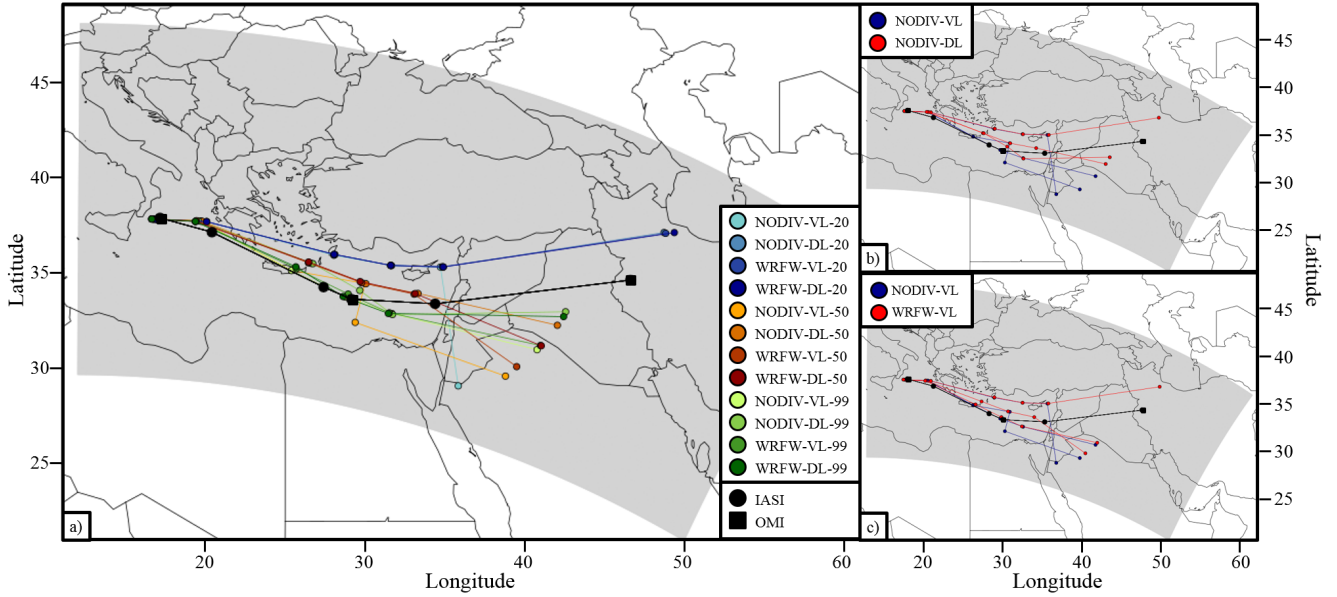 45
40
35
30
25
Latitude
NODIV-VL-20
NODIV-DL-20
WRFW-VL-20
WRFW-DL-20
NODIV-VL-50
NODIV-DL-50
WRFW-VL-50
WRFW-DL-50
NODIV-VL-99
NODIV-DL-99
WRFW-VL-99
WRFW-DL-99
IASI
OMI
a)
20 30 40 50 60
Longitude
NODIV-VL
NODIV-DL
b)
45
40
35
30
25
Latitude
NODIV-VL
WRFW-VL
c)
45
40
35
30
25
20 30 40 50 60
Longitude